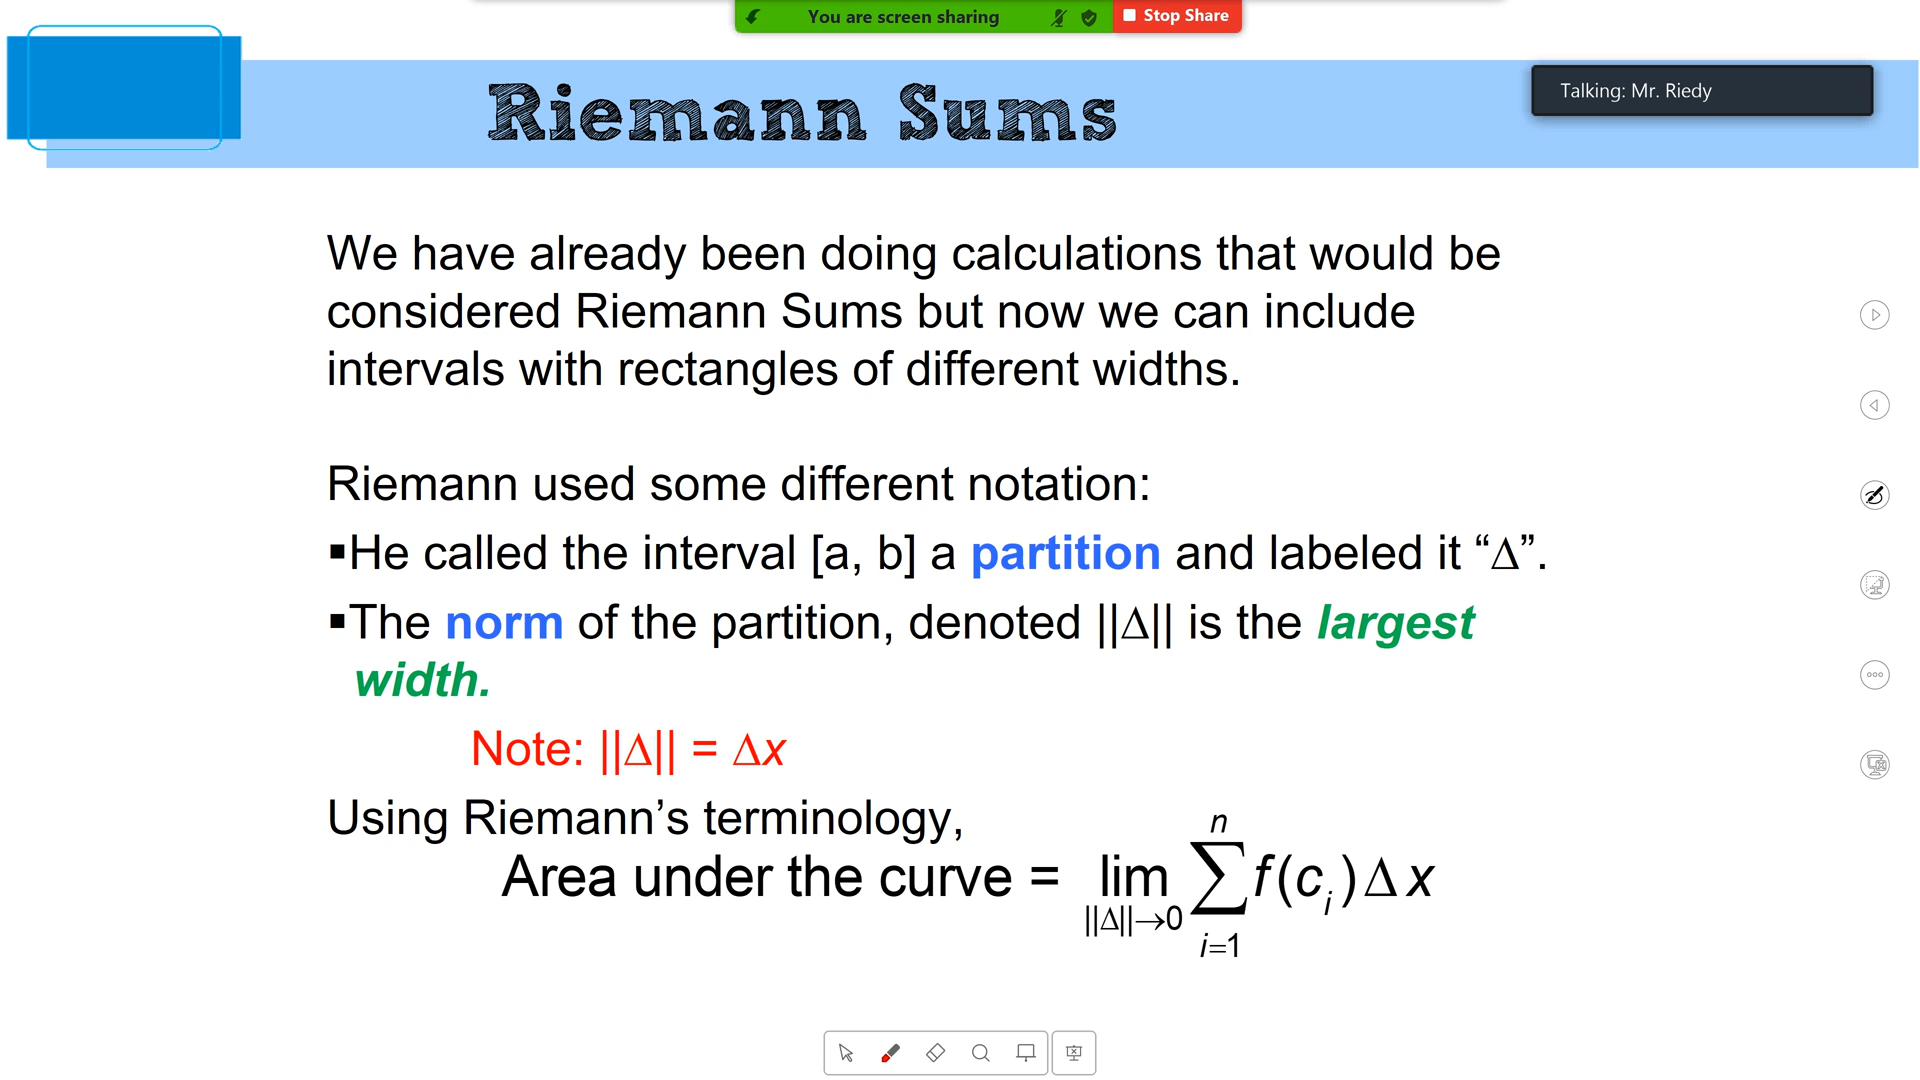 You are screen sharing
Stop Share
Riemann Sums
Talking: Mr. Riedy
We have already been doing calculations that would be
considered Riemann Sums but now we can include
intervals with rectangles of different widths.
Riemann used some different notation:
▪He called the interval [a, b] a partition and labeled it “Δ”.
▪The norm of the partition, denoted ||Δ|| is the largest
width.
Note: ||Δ|| = Δx
Using Riemann’s terminology,
Area under the curve = lim ||Δ||→0 n ∑ i=1 f(c_i)Δx